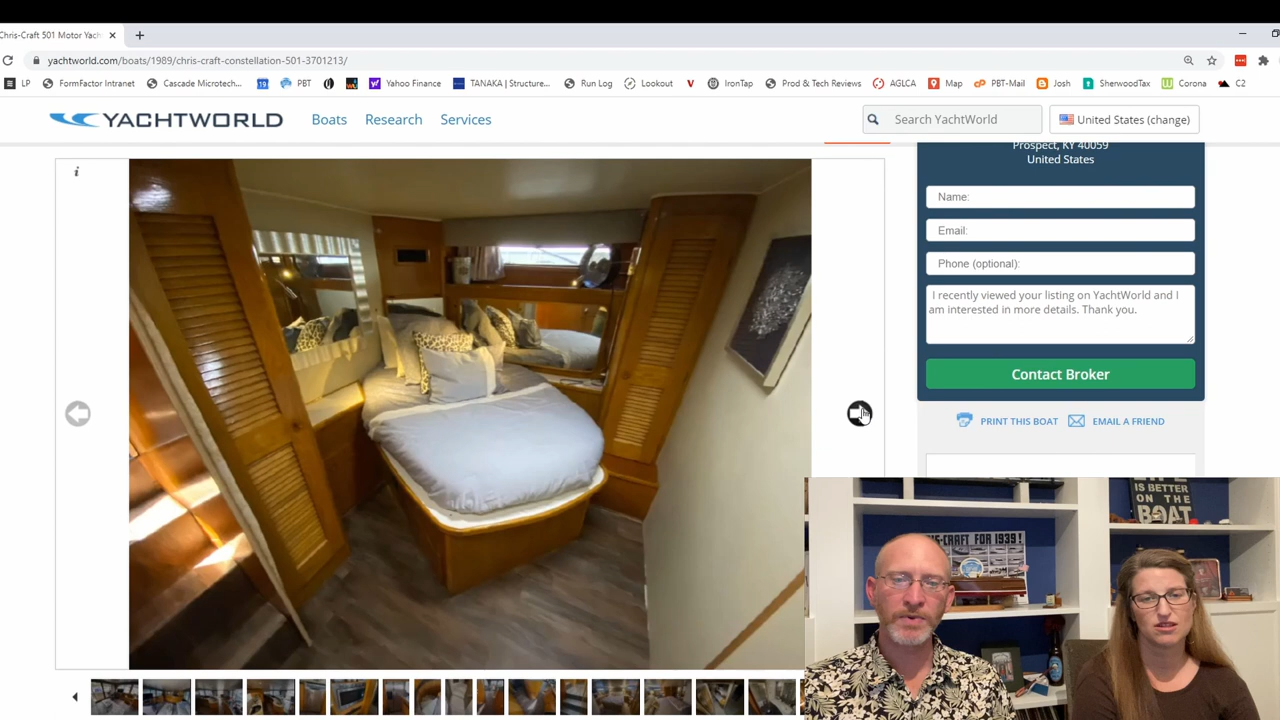 Chris-Craft 501 Motor Yach
yachtworld.com/boats/1989/chris-craft-constellation-501-3701213/
LP
FormFactor Intranet
Cascade Microtech...
19
PBT
Yahoo Finance
TANAKA | Structure...
Run Log
Lookout
V
IronTap
Prod & Tech Reviews
AGLCA
Map
PBT-Mail
Josh
SherwoodTax
Corona
C2
YACHTWORLD
Boats
Research
Services
Search YachtWorld
United States (change)
i
Prospect, KY 40059
United States
Name:
Email:
Phone (optional):
I recently viewed your listing on YachtWorld and I
am interested in more details. Thank you.
Contact Broker
PRINT THIS BOAT
EMAIL A FRIEND
IS-CRAFT FOR 1939!
IS BETTER
ON THE
BOAT